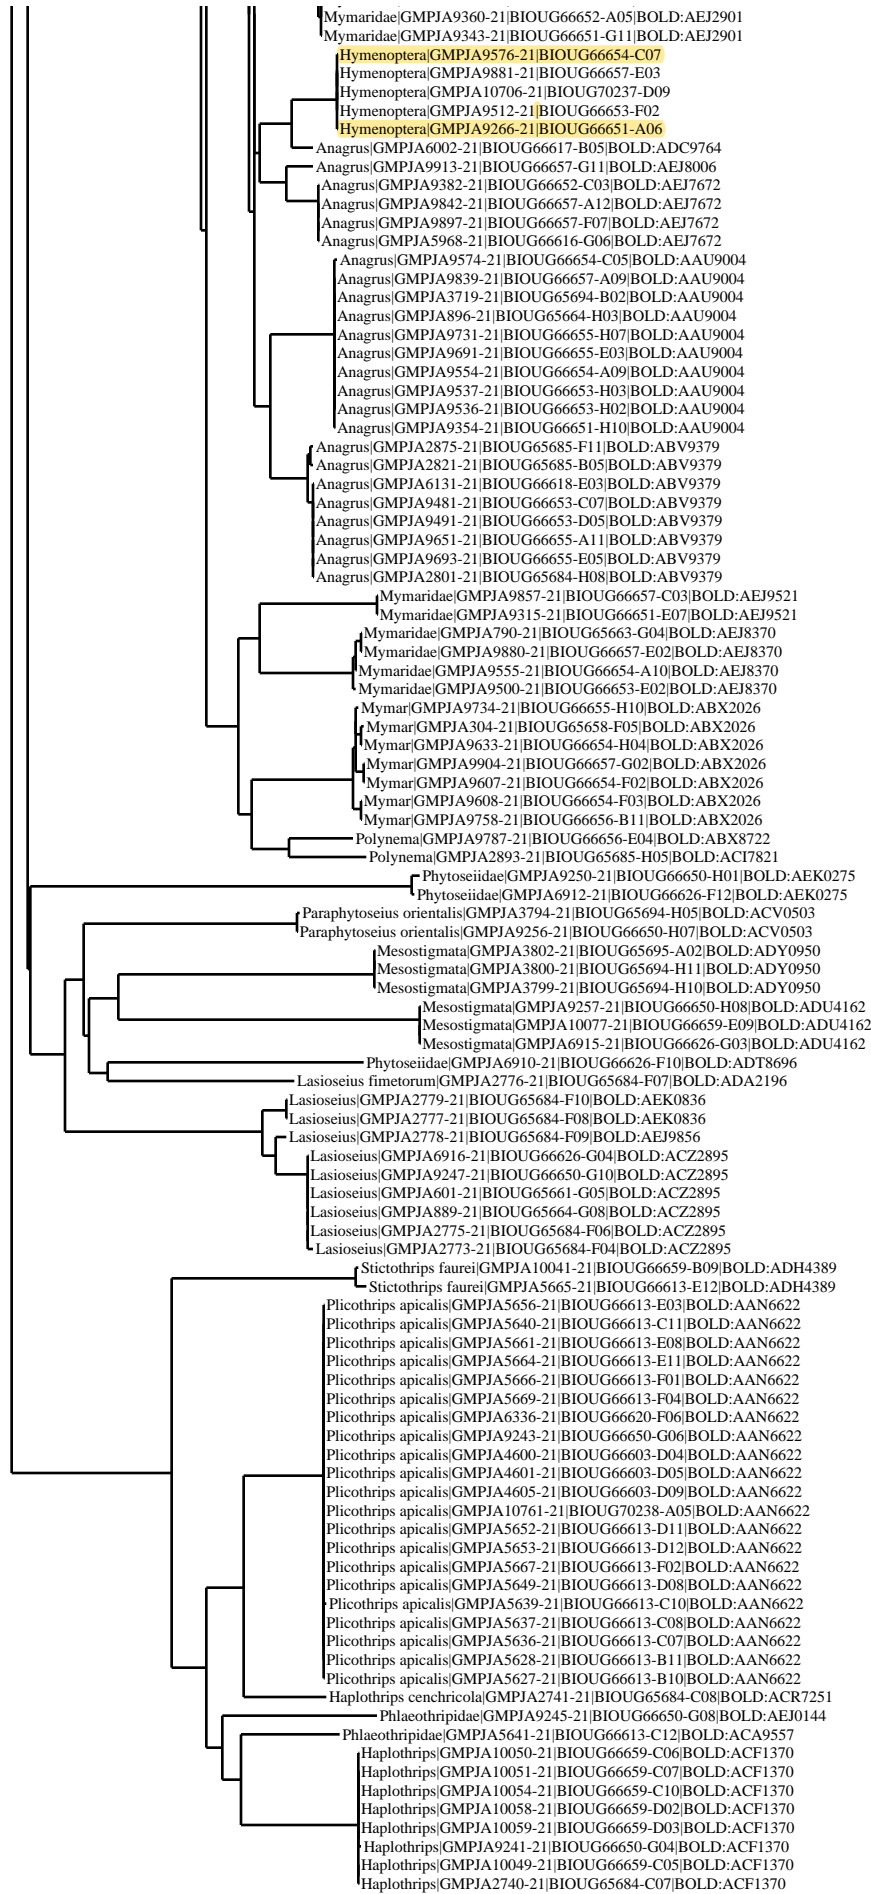 Mymaridae|GMPJA9360-21|BIOUG66652-A05|BOLD:AEJ2901
Mymaridae|GMPJA9343-21|BIOUG66651-G11|BOLD:AEJ2901
Hymenoptera|GMPJA9576-21|BIOUG66654-C07
Hymenoptera|GMPJA9881-21|BIOUG66657-E03
Hymenoptera|GMPJA10706-21|BIOUG70237-D09
Hymenoptera|GMPJA9512-21|BIOUG66653-F02
Hymenoptera|GMPJA9266-21|BIOUG66651-A06
Anagrus|GMPJA6002-21|BIOUG66617-B05|BOLD:ADC9764
Anagrus|GMPJA9913-21|BIOUG66657-G11|BOLD:AEJ8006
Anagrus|GMPJA9382-21|BIOUG66652-C03|BOLD:AEJ7672
Anagrus|GMPJA9842-21|BIOUG66657-A12|BOLD:AEJ7672
Anagrus|GMPJA9897-21|BIOUG66657-F07|BOLD:AEJ7672
Anagrus|GMPJA5968-21|BIOUG66616-G06|BOLD:AEJ7672
Anagrus|GMPJA9574-21|BIOUG66654-C05|BOLD:AAU9004
Anagrus|GMPJA9839-21|BIOUG66657-A09|BOLD:AAU9004
Anagrus|GMPJA3719-21|BIOUG65694-B02|BOLD:AAU9004
Anagrus|GMPJA896-21|BIOUG65664-H03|BOLD:AAU9004
Anagrus|GMPJA9731-21|BIOUG66655-H07|BOLD:AAU9004
Anagrus|GMPJA9691-21|BIOUG66655-E03|BOLD:AAU9004
Anagrus|GMPJA9554-21|BIOUG66654-A09|BOLD:AAU9004
Anagrus|GMPJA9537-21|BIOUG66653-H03|BOLD:AAU9004
Anagrus|GMPJA9536-21|BIOUG66653-H02|BOLD:AAU9004
Anagrus|GMPJA9354-21|BIOUG66651-H10|BOLD:AAU9004
Anagrus|GMPJA2875-21|BIOUG65685-F11|BOLD:ABV9379
Anagrus|GMPJA2821-21|BIOUG65685-B05|BOLD:ABV9379
Anagrus|GMPJA6131-21|BIOUG66618-E03|BOLD:ABV9379
Anagrus|GMPJA9481-21|BIOUG66653-C07|BOLD:ABV9379
Anagrus|GMPJA9491-21|BIOUG66653-D05|BOLD:ABV9379
Anagrus|GMPJA9651-21|BIOUG66655-A11|BOLD:ABV9379
Anagrus|GMPJA9693-21|BIOUG66655-E05|BOLD:ABV9379
Anagrus|GMPJA2801-21|BIOUG65684-H08|BOLD:ABV9379
Mymaridae|GMPJA9857-21|BIOUG66657-C03|BOLD:AEJ9521
Mymaridae|GMPJA9315-21|BIOUG66651-E07|BOLD:AEJ9521
Mymaridae|GMPJA790-21|BIOUG65663-G04|BOLD:AEJ8370
Mymaridae|GMPJA9880-21|BIOUG66657-E02|BOLD:AEJ8370
Mymaridae|GMPJA9555-21|BIOUG66654-A10|BOLD:AEJ8370
Mymaridae|GMPJA9500-21|BIOUG66653-E02|BOLD:AEJ8370
Mymar|GMPJA9734-21|BIOUG66655-H10|BOLD:ABX2026
Mymar|GMPJA304-21|BIOUG65658-F05|BOLD:ABX2026
Mymar|GMPJA9633-21|BIOUG66654-H04|BOLD:ABX2026
Mymar|GMPJA9904-21|BIOUG66657-G02|BOLD:ABX2026
Mymar|GMPJA9607-21|BIOUG66654-F02|BOLD:ABX2026
Mymar|GMPJA9608-21|BIOUG66654-F03|BOLD:ABX2026
Mymar|GMPJA9758-21|BIOUG66656-B11|BOLD:ABX2026
Polynema|GMPJA9787-21|BIOUG66656-E04|BOLD:ABX8722
Polynema|GMPJA2893-21|BIOUG65685-H05|BOLD:ACI7821
Phytoseiidae|GMPJA9250-21|BIOUG66650-H01|BOLD:AEK0275
Phytoseiidae|GMPJA6912-21|BIOUG66626-F12|BOLD:AEK0275
Paraphytoseius orientalis|GMPJA3794-21|BIOUG65694-H05|BOLD:ACV0503
Paraphytoseius orientalis|GMPJA9256-21|BIOUG66650-H07|BOLD:ACV0503
Mesostigmata|GMPJA3802-21|BIOUG65695-A02|BOLD:ADY0950
Mesostigmata|GMPJA3800-21|BIOUG65694-H11|BOLD:ADY0950
Mesostigmata|GMPJA3799-21|BIOUG65694-H10|BOLD:ADY0950
Mesostigmata|GMPJA9257-21|BIOUG66650-H08|BOLD:ADU4162
Mesostigmata|GMPJA10077-21|BIOUG66659-E09|BOLD:ADU4162
Mesostigmata|GMPJA6915-21|BIOUG66626-G03|BOLD:ADU4162
Phytoseiidae|GMPJA6910-21|BIOUG66626-F10|BOLD:ADT8696
Lasioseius fimetorum|GMPJA2776-21|BIOUG65684-F07|BOLD:ADA2196
Lasioseius|GMPJA2779-21|BIOUG65684-F10|BOLD:AEK0836
Lasioseius|GMPJA2777-21|BIOUG65684-F08|BOLD:AEK0836
Lasioseius|GMPJA2778-21|BIOUG65684-F09|BOLD:AEJ9856
Lasioseius|GMPJA6916-21|BIOUG66626-G04|BOLD:ACZ2895
Lasioseius|GMPJA9247-21|BIOUG66650-G10|BOLD:ACZ2895
Lasioseius|GMPJA601-21|BIOUG65661-G05|BOLD:ACZ2895
Lasioseius|GMPJA889-21|BIOUG65664-G08|BOLD:ACZ2895
Lasioseius|GMPJA2775-21|BIOUG65684-F06|BOLD:ACZ2895
Lasioseius|GMPJA2773-21|BIOUG65684-F04|BOLD:ACZ2895
Stictothrips faurei|GMPJA10041-21|BIOUG66659-B09|BOLD:ADH4389
Stictothrips faurei|GMPJA5665-21|BIOUG66613-E12|BOLD:ADH4389
Plicothrips apicalis|GMPJA5656-21|BIOUG66613-E03|BOLD:AAN6622
Plicothrips apicalis|GMPJA5640-21|BIOUG66613-C11|BOLD:AAN6622
Plicothrips apicalis|GMPJA5661-21|BIOUG66613-E08|BOLD:AAN6622
Plicothrips apicalis|GMPJA5664-21|BIOUG66613-E11|BOLD:AAN6622
Plicothrips apicalis|GMPJA5666-21|BIOUG66613-F01|BOLD:AAN6622
Plicothrips apicalis|GMPJA5669-21|BIOUG66613-F04|BOLD:AAN6622
Plicothrips apicalis|GMPJA6336-21|BIOUG66620-F06|BOLD:AAN6622
Plicothrips apicalis|GMPJA9243-21|BIOUG66650-G06|BOLD:AAN6622
Plicothrips apicalis|GMPJA4600-21|BIOUG66603-D04|BOLD:AAN6622
Plicothrips apicalis|GMPJA4601-21|BIOUG66603-D05|BOLD:AAN6622
Plicothrips apicalis|GMPJA4605-21|BIOUG66603-D09|BOLD:AAN6622
Plicothrips apicalis|GMPJA10761-21|BIOUG70238-A05|BOLD:AAN6622
Plicothrips apicalis|GMPJA5652-21|BIOUG66613-D11|BOLD:AAN6622
Plicothrips apicalis|GMPJA5653-21|BIOUG66613-D12|BOLD:AAN6622
Plicothrips apicalis|GMPJA5667-21|BIOUG66613-F02|BOLD:AAN6622
Plicothrips apicalis|GMPJA5649-21|BIOUG66613-D08|BOLD:AAN6622
Plicothrips apicalis|GMPJA5639-21|BIOUG66613-C10|BOLD:AAN6622
Plicothrips apicalis|GMPJA5637-21|BIOUG66613-C08|BOLD:AAN6622
Plicothrips apicalis|GMPJA5636-21|BIOUG66613-C07|BOLD:AAN6622
Plicothrips apicalis|GMPJA5628-21|BIOUG66613-B11|BOLD:AAN6622
Plicothrips apicalis|GMPJA5627-21|BIOUG66613-B10|BOLD:AAN6622
Haplothrips cenchricola|GMPJA2741-21|BIOUG65684-C08|BOLD:ACR7251
Phlaeothripidae|GMPJA9245-21|BIOUG66650-G08|BOLD:AEJ0144
Phlaeothripidae|GMPJA5641-21|BIOUG66613-C12|BOLD:ACA9557
Haplothrips|GMPJA10050-21|BIOUG66659-C06|BOLD:ACF1370
Haplothrips|GMPJA10051-21|BIOUG66659-C07|BOLD:ACF1370
Haplothrips|GMPJA10054-21|BIOUG66659-C10|BOLD:ACF1370
Haplothrips|GMPJA10058-21|BIOUG66659-D02|BOLD:ACF1370
Haplothrips|GMPJA10059-21|BIOUG66659-D03|BOLD:ACF1370
Haplothrips|GMPJA9241-21|BIOUG66650-G04|BOLD:ACF1370
Haplothrips|GMPJA10049-21|BIOUG66659-C05|BOLD:ACF1370
Haplothrips|GMPJA2740-21|BIOUG65684-C07|BOLD:ACF1370